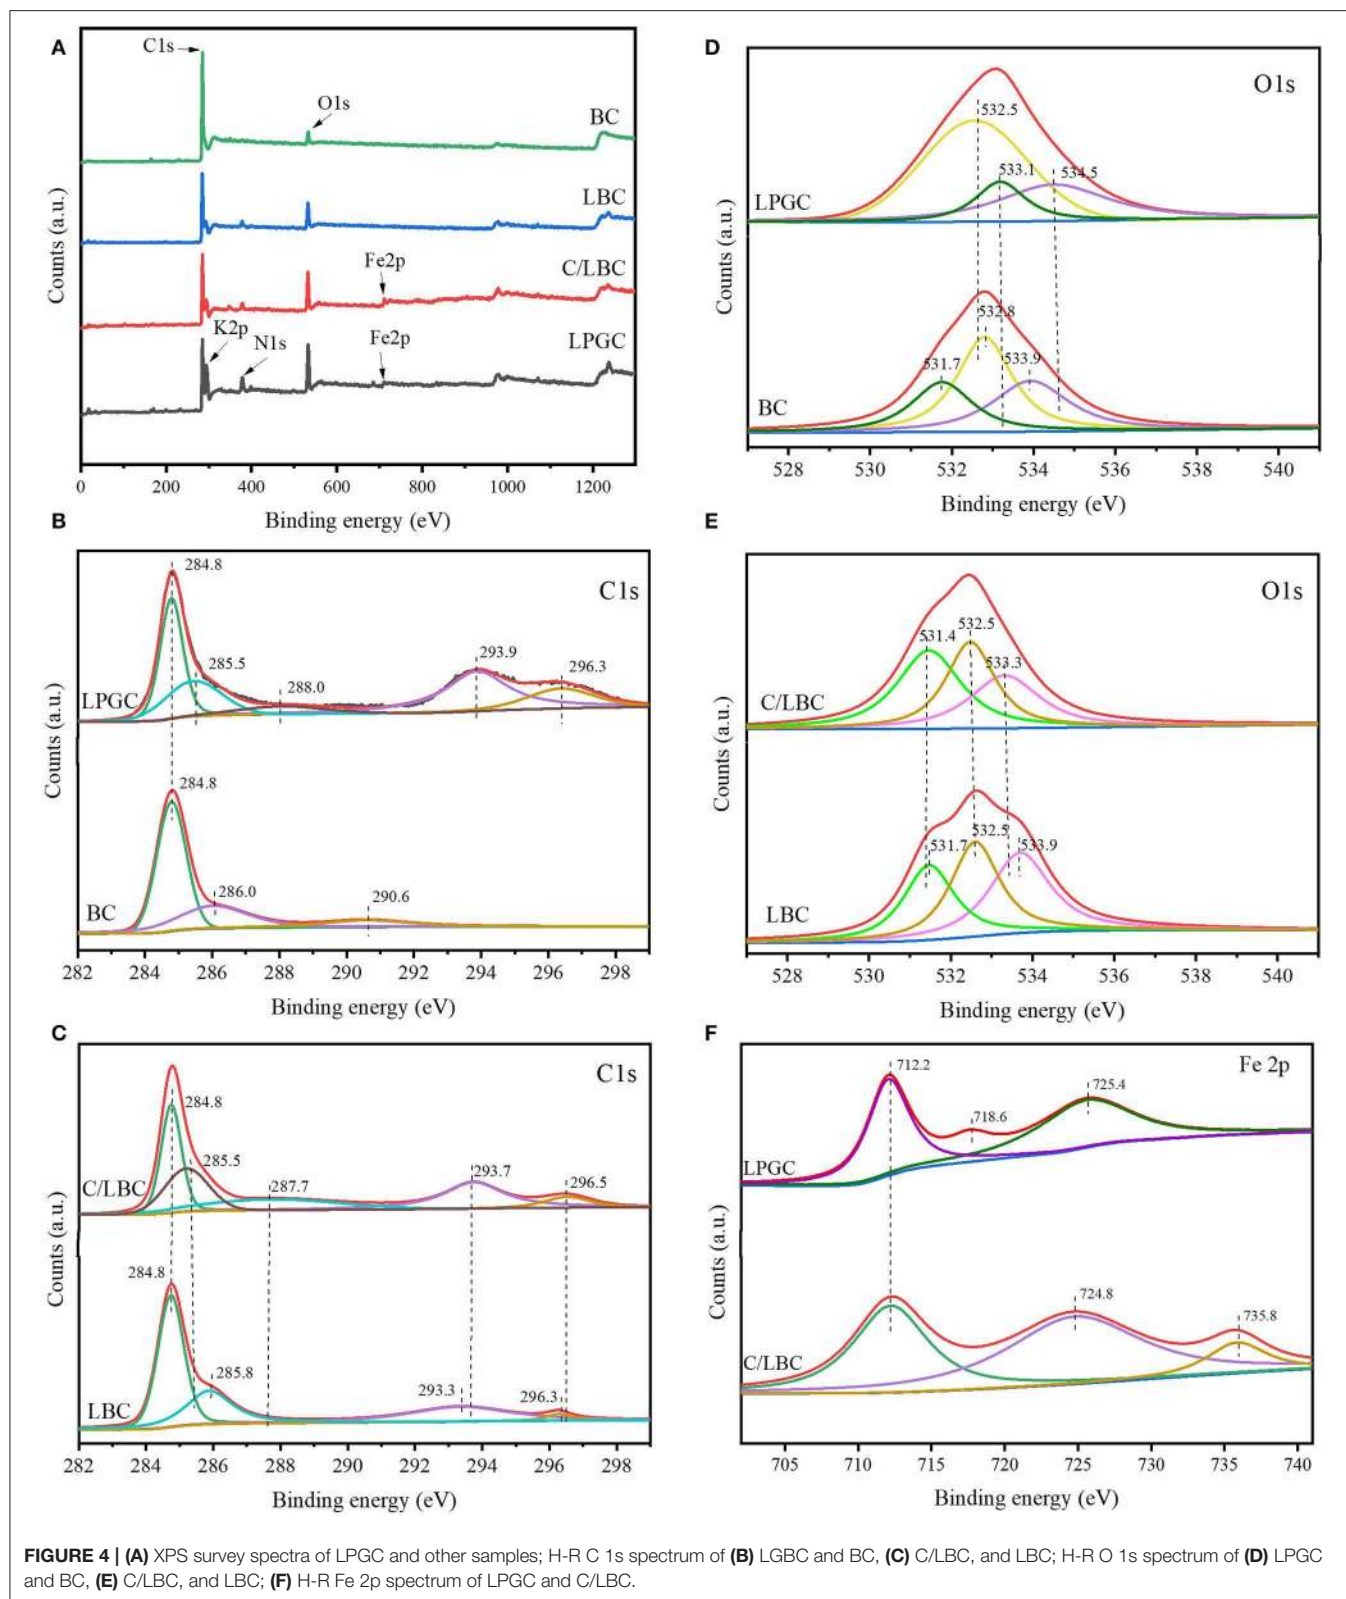 A
C1s
O1s
BC
LBC
Fe2p
C/LBC
K2p
N1s
Fe2p
LPGC
Counts (a.u.)
0 200 400 600 800 1000 1200
Binding energy (eV)
B
284.8
C1s
285.5
293.9
LPGC
288.0
296.3
Counts (a.u.)
284.8
286.0
290.6
BC
282 284 286 288 290 292 294 296 298
Binding energy (eV)
C
C1s
284.8
285.5
293.7
C/LBC
287.7
296.5
Counts (a.u.)
284.8
285.8
293.3
296.3
LBC
282 284 286 288 290 292 294 296 298
Binding energy (eV)
D
O1s
532.5
533.1
534.5
LPGC
Counts (a.u.)
532.8
531.7
533.9
BC
528 530 532 534 536 538 540
Binding energy (eV)
E
O1s
532.5
531.4
533.3
C/LBC
Counts (a.u.)
531.7
532.5
533.9
LBC
528 530 532 534 536 538 540
Binding energy (eV)
F
712.2
Fe 2p
725.4
718.6
LPGC
Counts (a.u.)
724.8
735.8
C/LBC
705 710 715 720 725 730 735 740
Binding energy (eV)
FIGURE 4 | (A) XPS survey spectra of LPGC and other samples; H-R C 1s spectrum of (B) LGBC and BC, (C) C/LBC, and LBC; H-R O 1s spectrum of (D) LPGC
and BC, (E) C/LBC, and LBC; (F) H-R Fe 2p spectrum of LPGC and C/LBC.